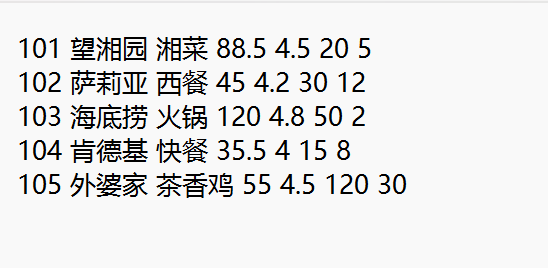 101 望湘园 湘菜 88.5 4.5 20 5
102 萨莉亚 西餐 45 4.2 30 12
103 海底捞 火锅 120 4.8 50 2
104 肯德基 快餐 35.5 4 15 8
105 外婆家 茶香鸡 55 4.5 120 30